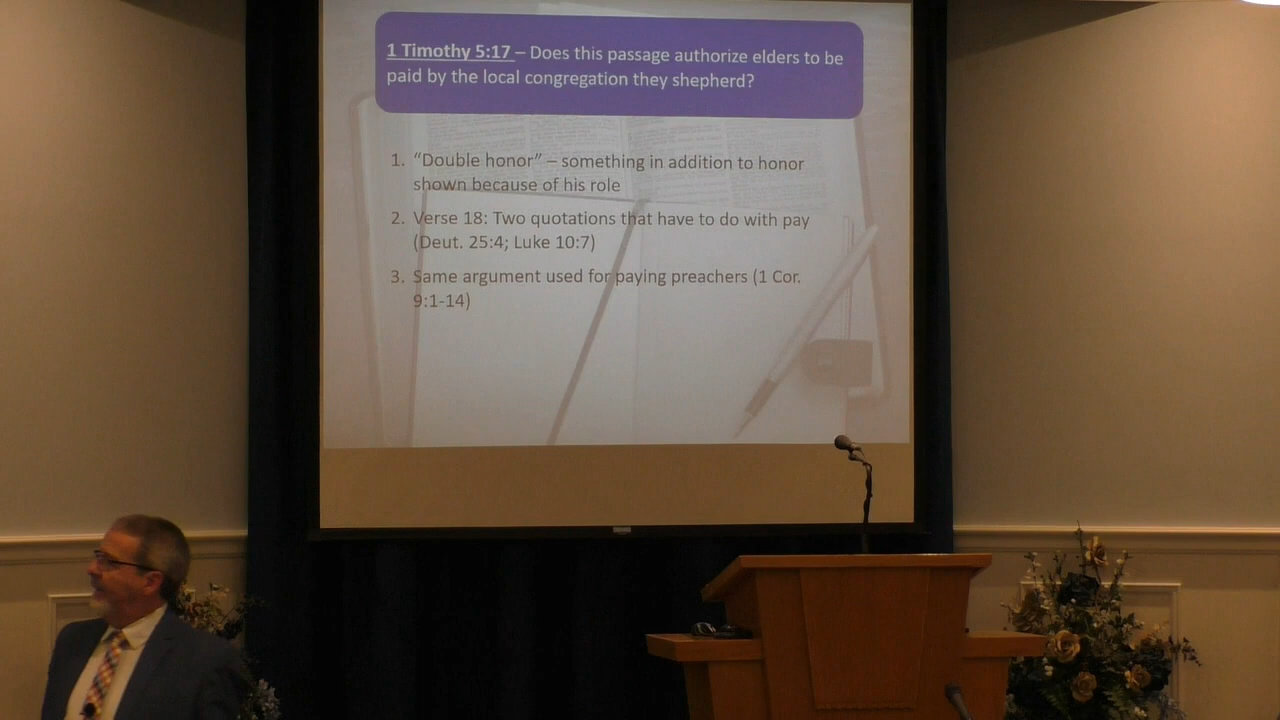 1 Timothy 5:17 – Does this passage authorize elders to be
paid by the local congregation they shepherd?
1. “Double honor” – something in addition to honor
shown because of his role
2. Verse 18: Two quotations that have to do with pay
(Deut. 25:4; Luke 10:7)
3. Same argument used for paying preachers (1 Cor.
9:1-14)